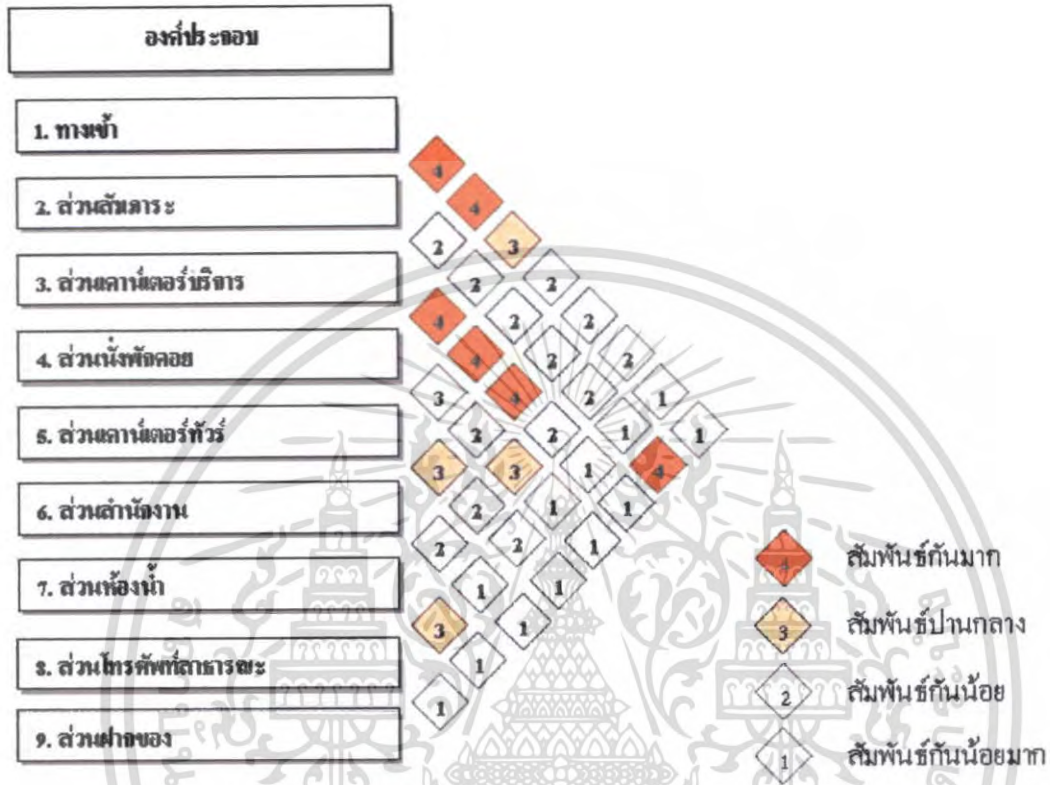 องค์ประกอบ
1. ทางเข้า
4
2. ส่วนสัมภาระ
4
2 3
3. ส่วนเคาน์เตอร์บริการ
2 2
4 2 2
4. ส่วนนั่งพักคอย
4 2 2
3 4 2 1
5. ส่วนเคาน์เตอร์ทัวร์
2 2 1 1
3 3 1 4
6. ส่วนสำนักงาน
2 1 1
2 2 1
7. ส่วนห้องน้ำ
1 1
3 1
8. ส่วนโทรศัพท์สาธารณะ
1
1
9. ส่วนฝากของ
4 สัมพันธ์กันมาก
3 สัมพันธ์ปานกลาง
2 สัมพันธ์กันน้อย
1 สัมพันธ์กันน้อยมาก